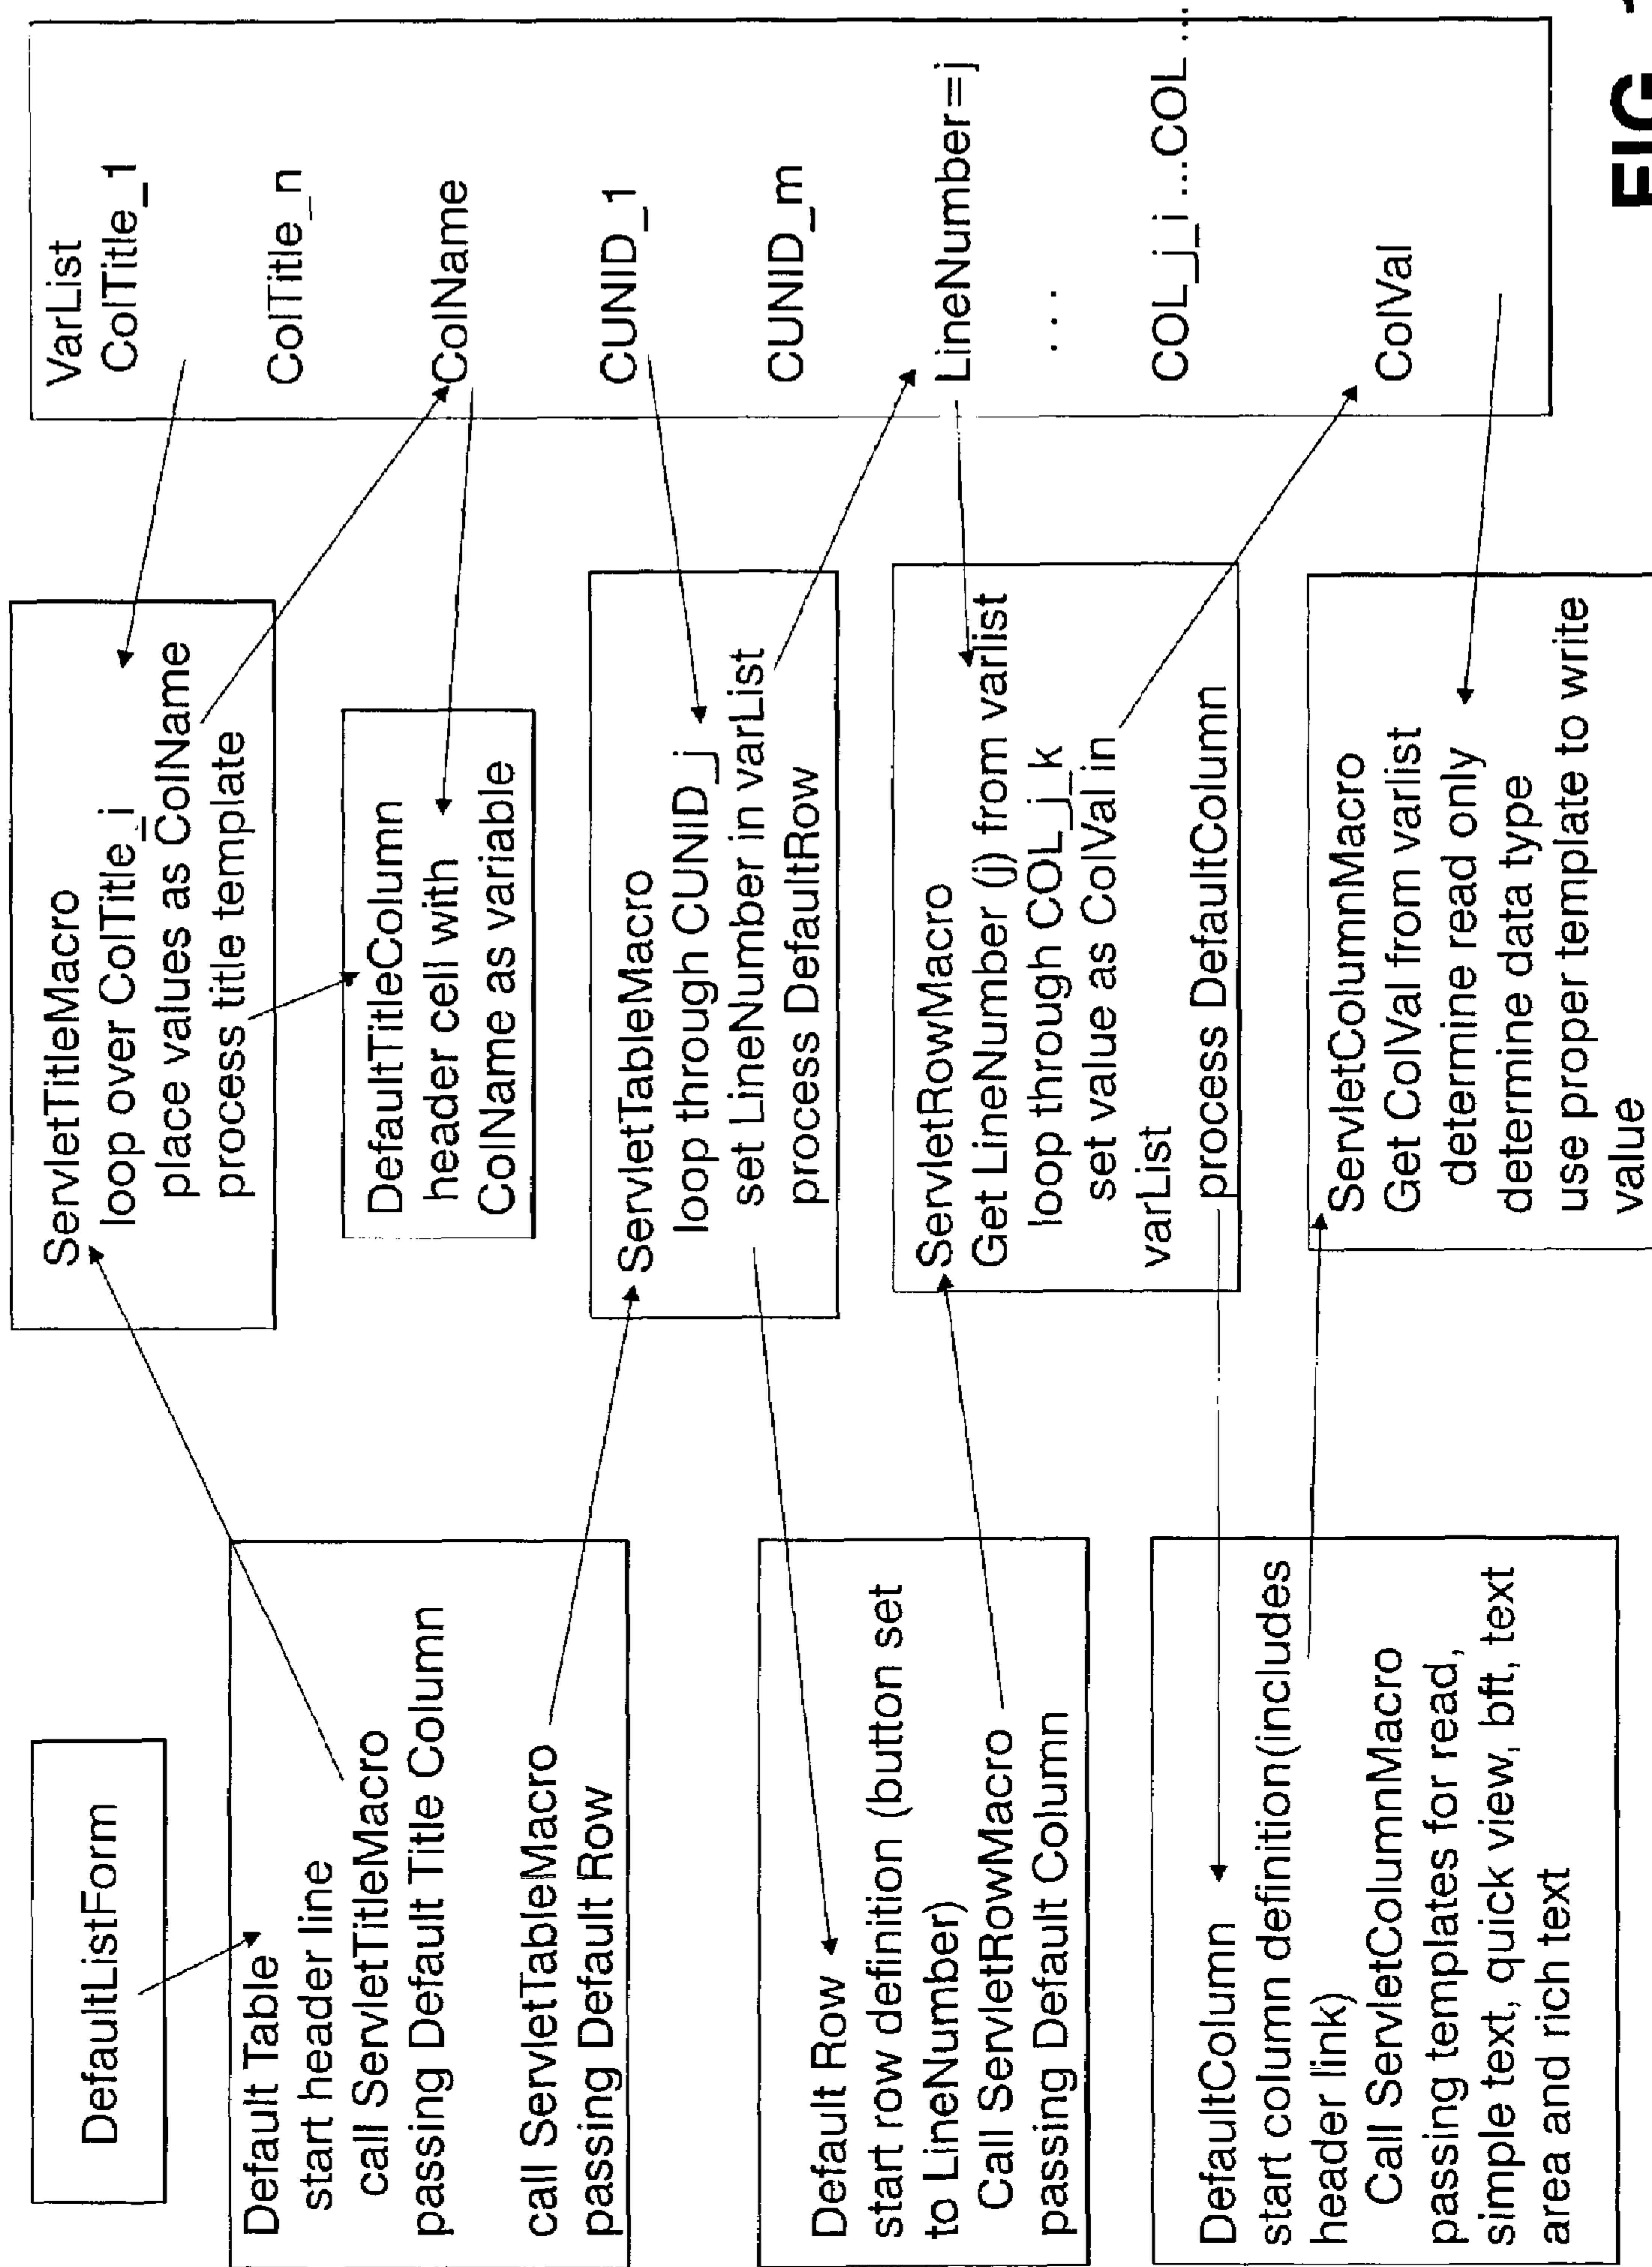 DefaultListForm
Default Table
start header line
call ServletTitleMacro
passing Default Title Column
call ServletTableMacro
passing Default Row
Default Row
start row definition (button set
to LineNumber)
Call ServletRowMacro
passing Default Column
DefaultColumn
start column definition(includes
header link)
Call ServletColumnMacro
passing templates for read,
simple text, quick view, bft, text
area and rich text
ServletTitleMacro
loop over ColTitle_i
place values as ColName
process title template
DefaultTitleColumn
header cell with
ColName as variable
ServletTableMacro
loop through CUNID_j
set LineNumber in varList
process DefaultRow
ServletRowMacro
Get LineNumber (j) from varlist
loop through COL_j_k
set value as ColVal in
varList
process DefaultColumn
ServletColumnMacro
Get ColVal from varlist
determine read only
determine data type
use proper template to write
value
VarList
ColTitle_1
ColTitle_n
ColName
CUNID_1
CUNID_m
LineNumber=j
. . .
COL_j_i ...COL ...
ColVal
FIG